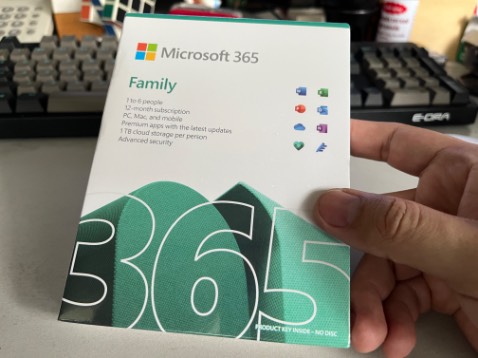 Microsoft 365
Family
1 to 6 people
12-month subscription
PC, Mac, and mobile
Premium apps with the latest updates
1 TB cloud storage per person
Advanced security
365
PRODUCT KEY INSIDE – NO DISC
E-DRA